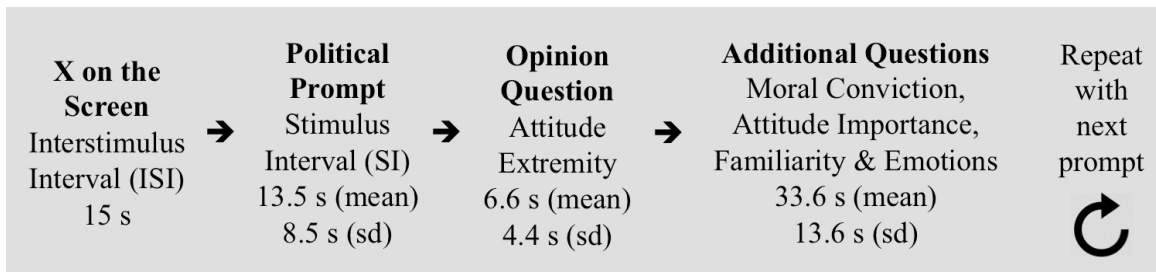 X on the
Screen
Interstimulus
Interval (ISI)
15 s
Political
Prompt
Stimulus
Interval (SI)
13.5 s (mean)
8.5 s (sd)
Opinion
Question
Attitude
Extremity
6.6 s (mean)
4.4 s (sd)
Additional Questions
Moral Conviction,
Attitude Importance,
Familiarity & Emotions
33.6 s (mean)
13.6 s (sd)
Repeat
with
next
prompt